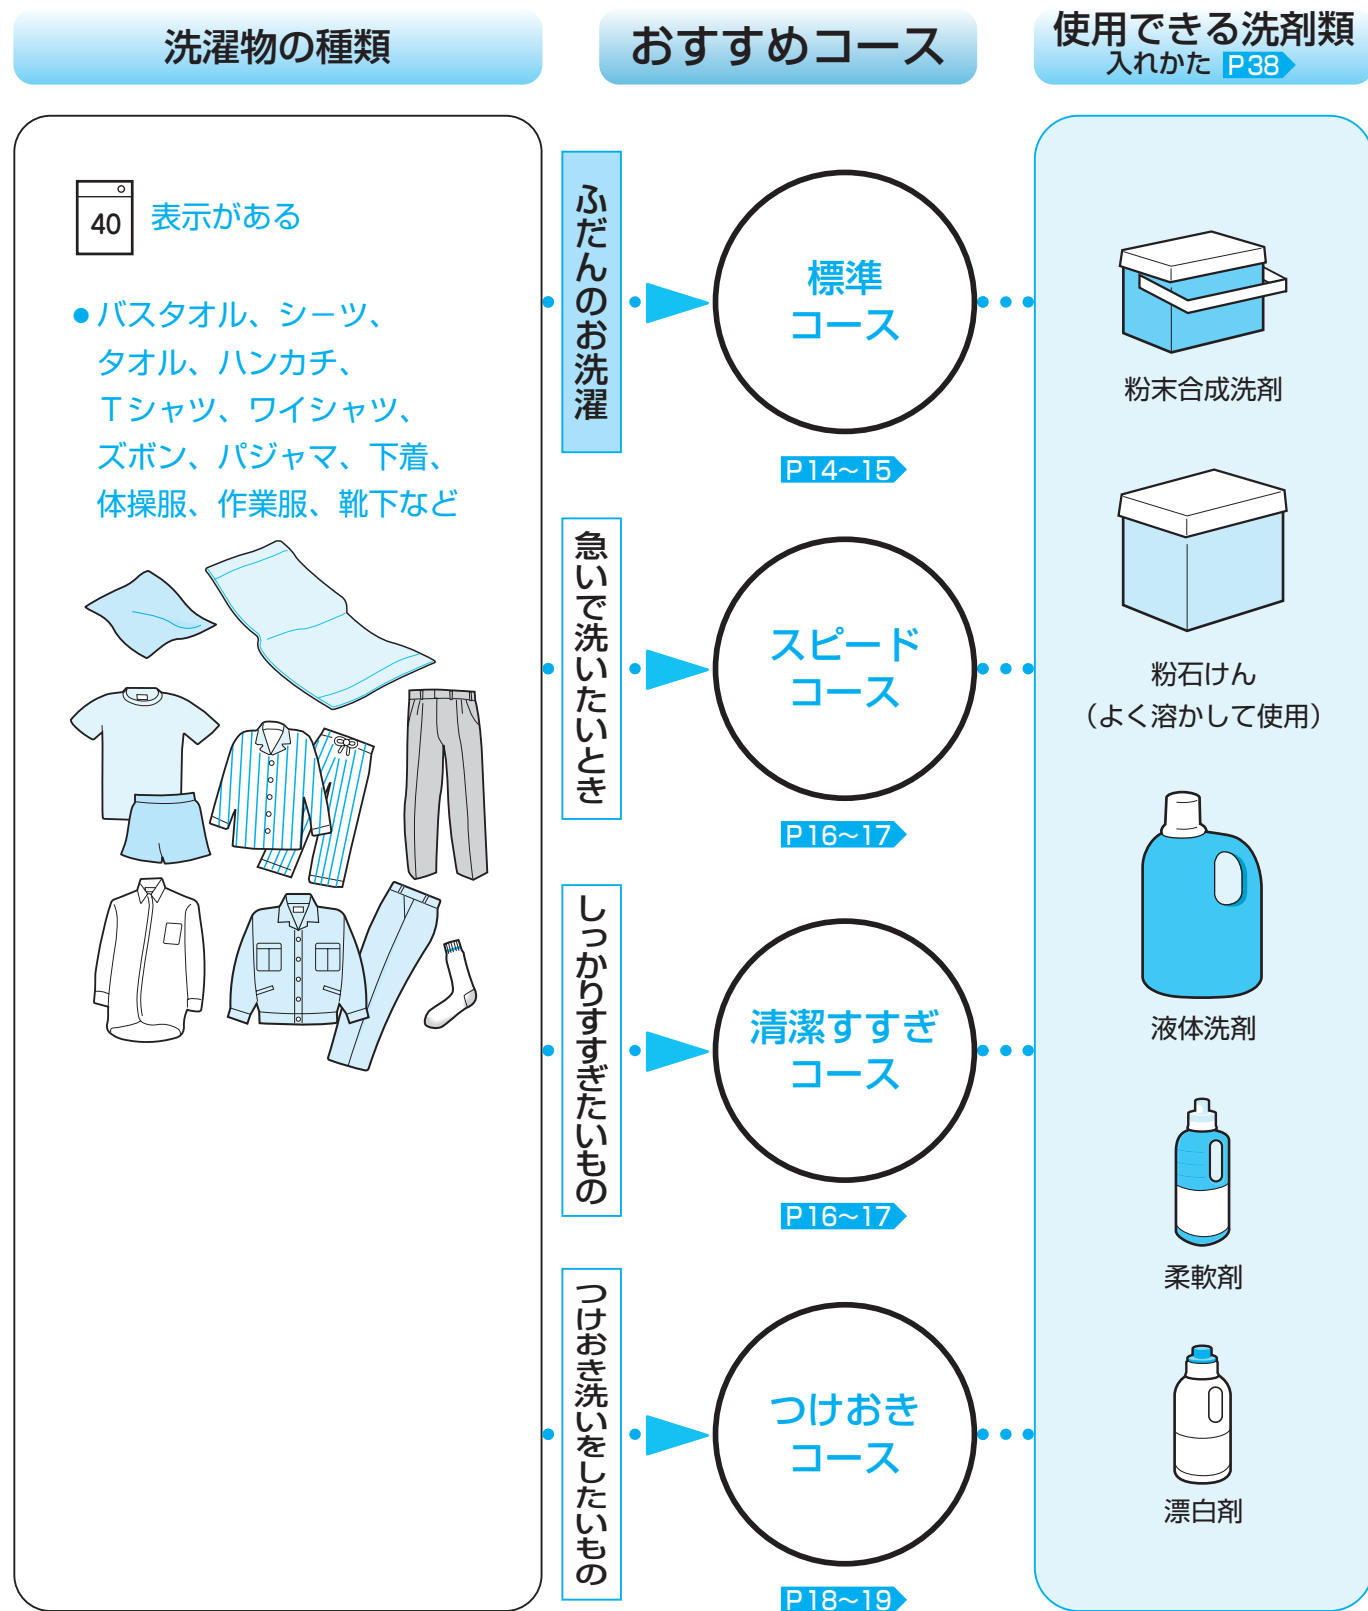 洗濯物の種類
おすすめコース
使用できる洗剤類
入れかた P38
40 表示がある
●バスタオル、シーツ、
タオル、ハンカチ、
Tシャツ、ワイシャツ、
ズボン、パジャマ、下着、
体操服、作業服、靴下など
ふだんのお洗濯
標準
コース
P14～15
急いで洗いたいとき
スピード
コース
P16～17
しっかりすすぎたいもの
清潔すすぎ
コース
P16～17
つけおき洗いをしたいもの
つけおき
コース
P18～19
粉末合成洗剤
粉石けん
（よく溶かして使用）
液体洗剤
柔軟剤
漂白剤